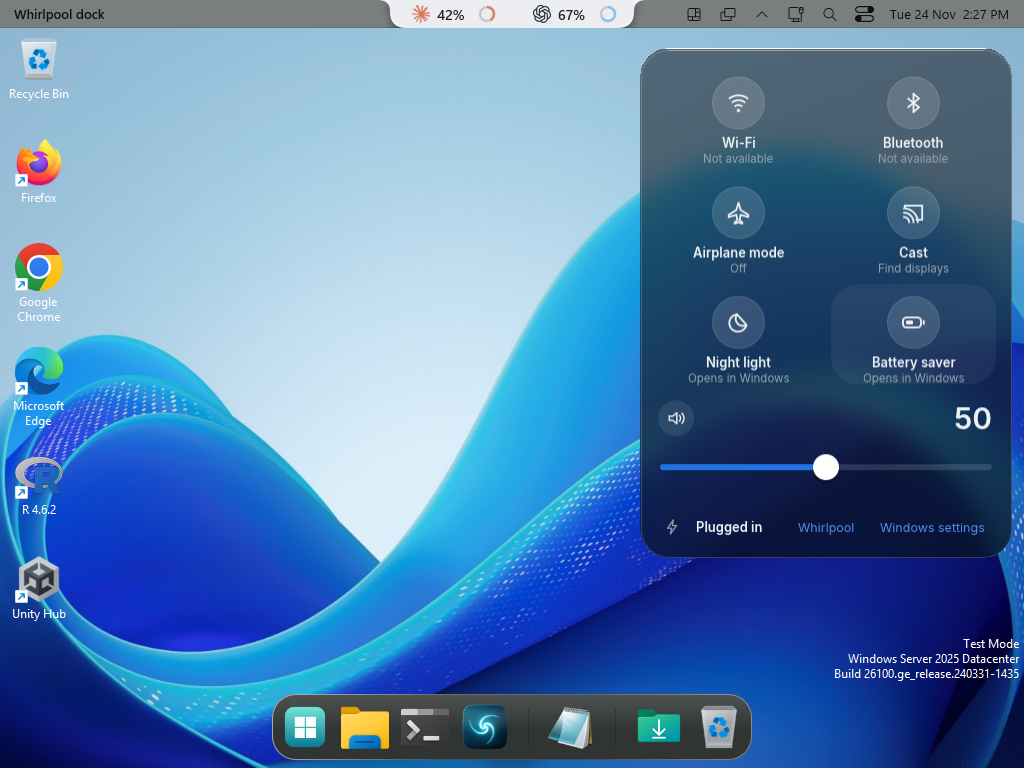 Whirlpool dock
42%
67%
Tue 24 Nov 2:27 PM
Recycle Bin
Firefox
Google
Chrome
Microsoft
Edge
R 4.6.2
Unity Hub
Wi-Fi
Not available
Bluetooth
Not available
Airplane mode
Off
Cast
Find displays
Night light
Opens in Windows
Battery saver
Opens in Windows
50
Plugged in
Whirlpool
Windows settings
Test Mode
Windows Server 2025 Datacenter
Build 26100.ge_release.240331-1435